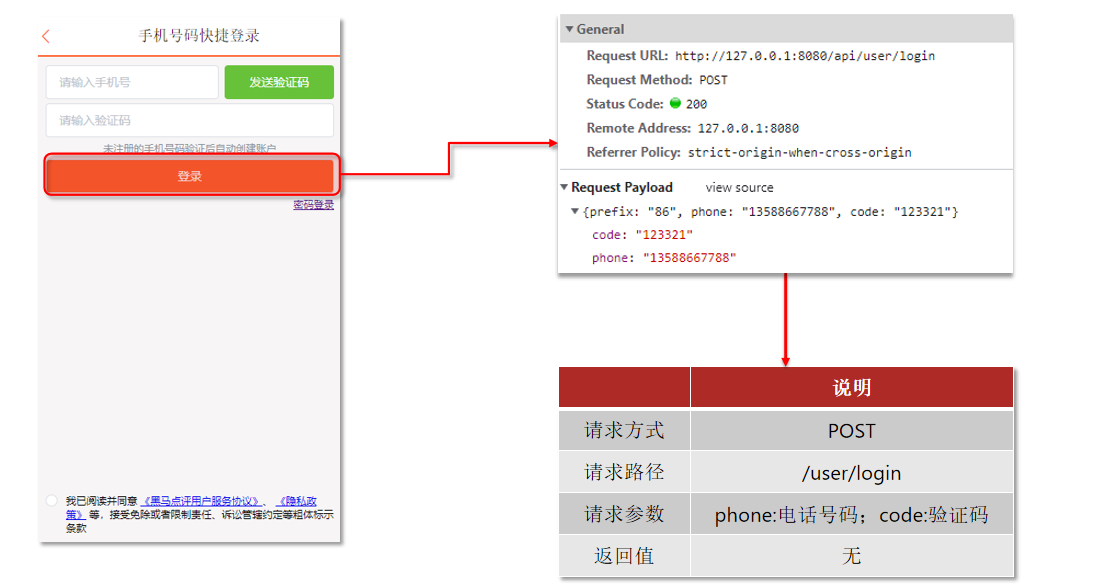 手机号码快捷登录
请输入手机号
发送验证码
请输入验证码
未注册的手机号码验证后自动创建账户
登录
密码登录
我已阅读并同意 《黑马点评用户服务协议》、 《隐私政
策》 等，接受免除或者限制责任、诉讼管辖约定等粗体标示
条款
General
Request URL: http://127.0.0.1:8080/api/user/login
Request Method: POST
Status Code: 200
Remote Address: 127.0.0.1:8080
Referrer Policy: strict-origin-when-cross-origin
Request Payload view source
{prefix: "86", phone: "13588667788", code: "123321"}
code: "123321"
phone: "13588667788"
说明
请求方式 POST
请求路径 /user/login
请求参数 phone:电话号码；code:验证码
返回值 无